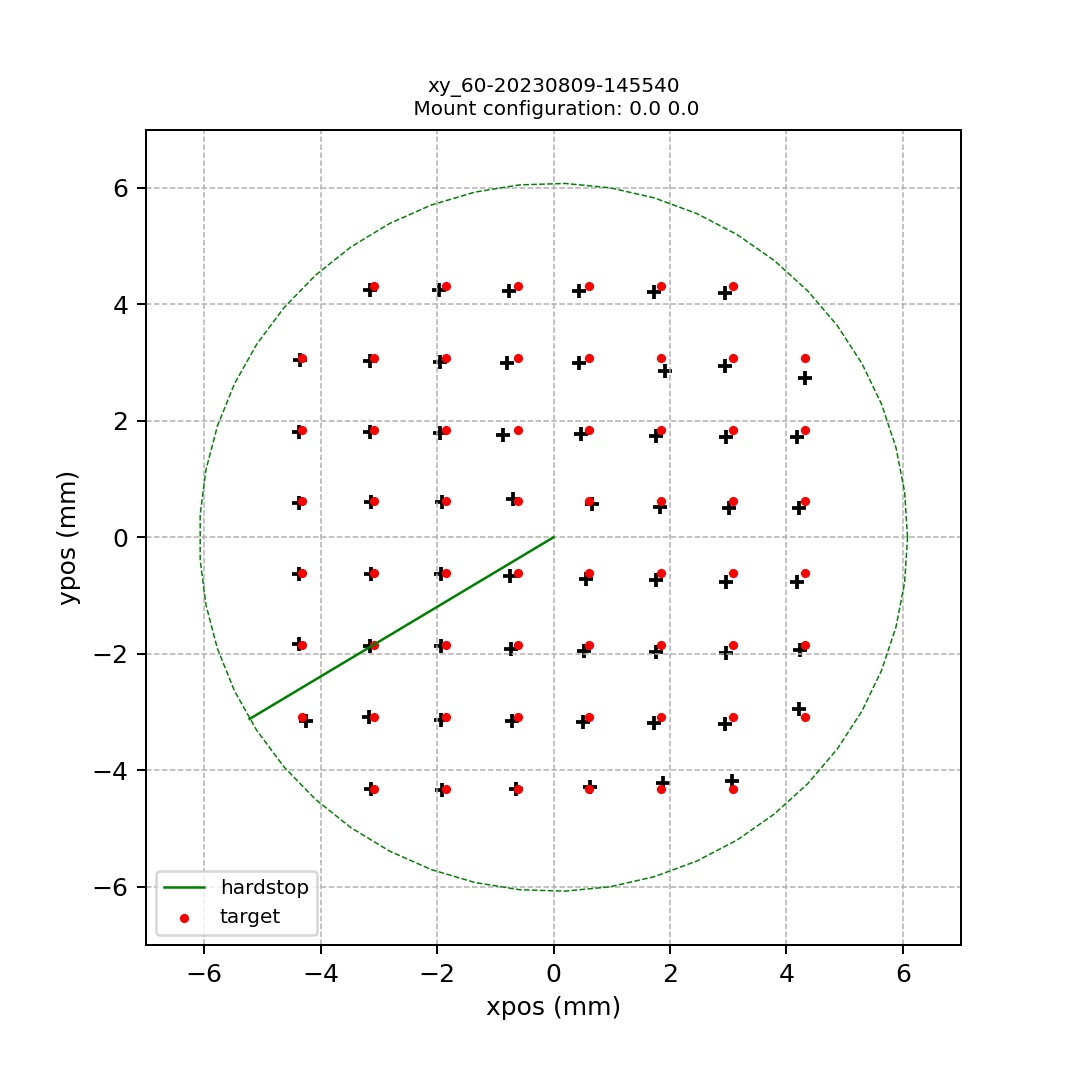 xy_60-20230809-145540
Mount configuration: 0.0 0.0
6
4
2
0
−2
−4
−6
ypos (mm)
hardstop
target
−6 −4 −2 0 2 4 6
xpos (mm)